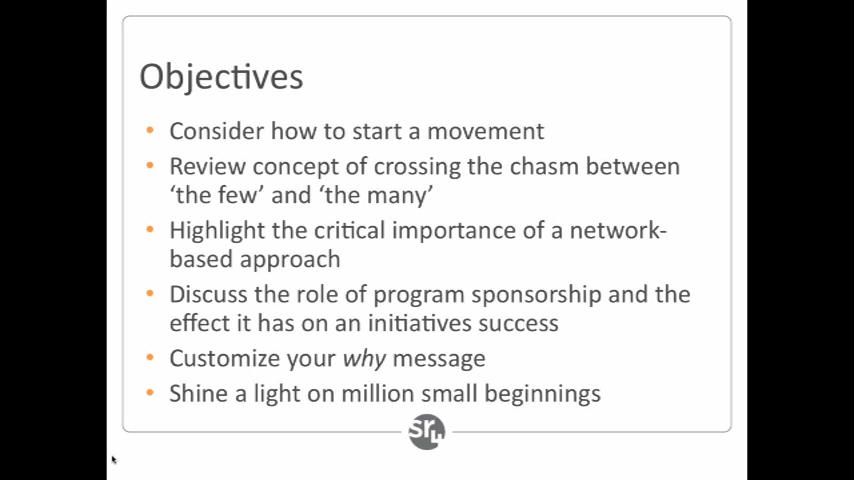 Objectives
• Consider how to start a movement
• Review concept of crossing the chasm between
‘the few’ and ‘the many’
• Highlight the critical importance of a network-
based approach
• Discuss the role of program sponsorship and the
effect it has on an initiatives success
• Customize your why message
• Shine a light on million small beginnings
sr4